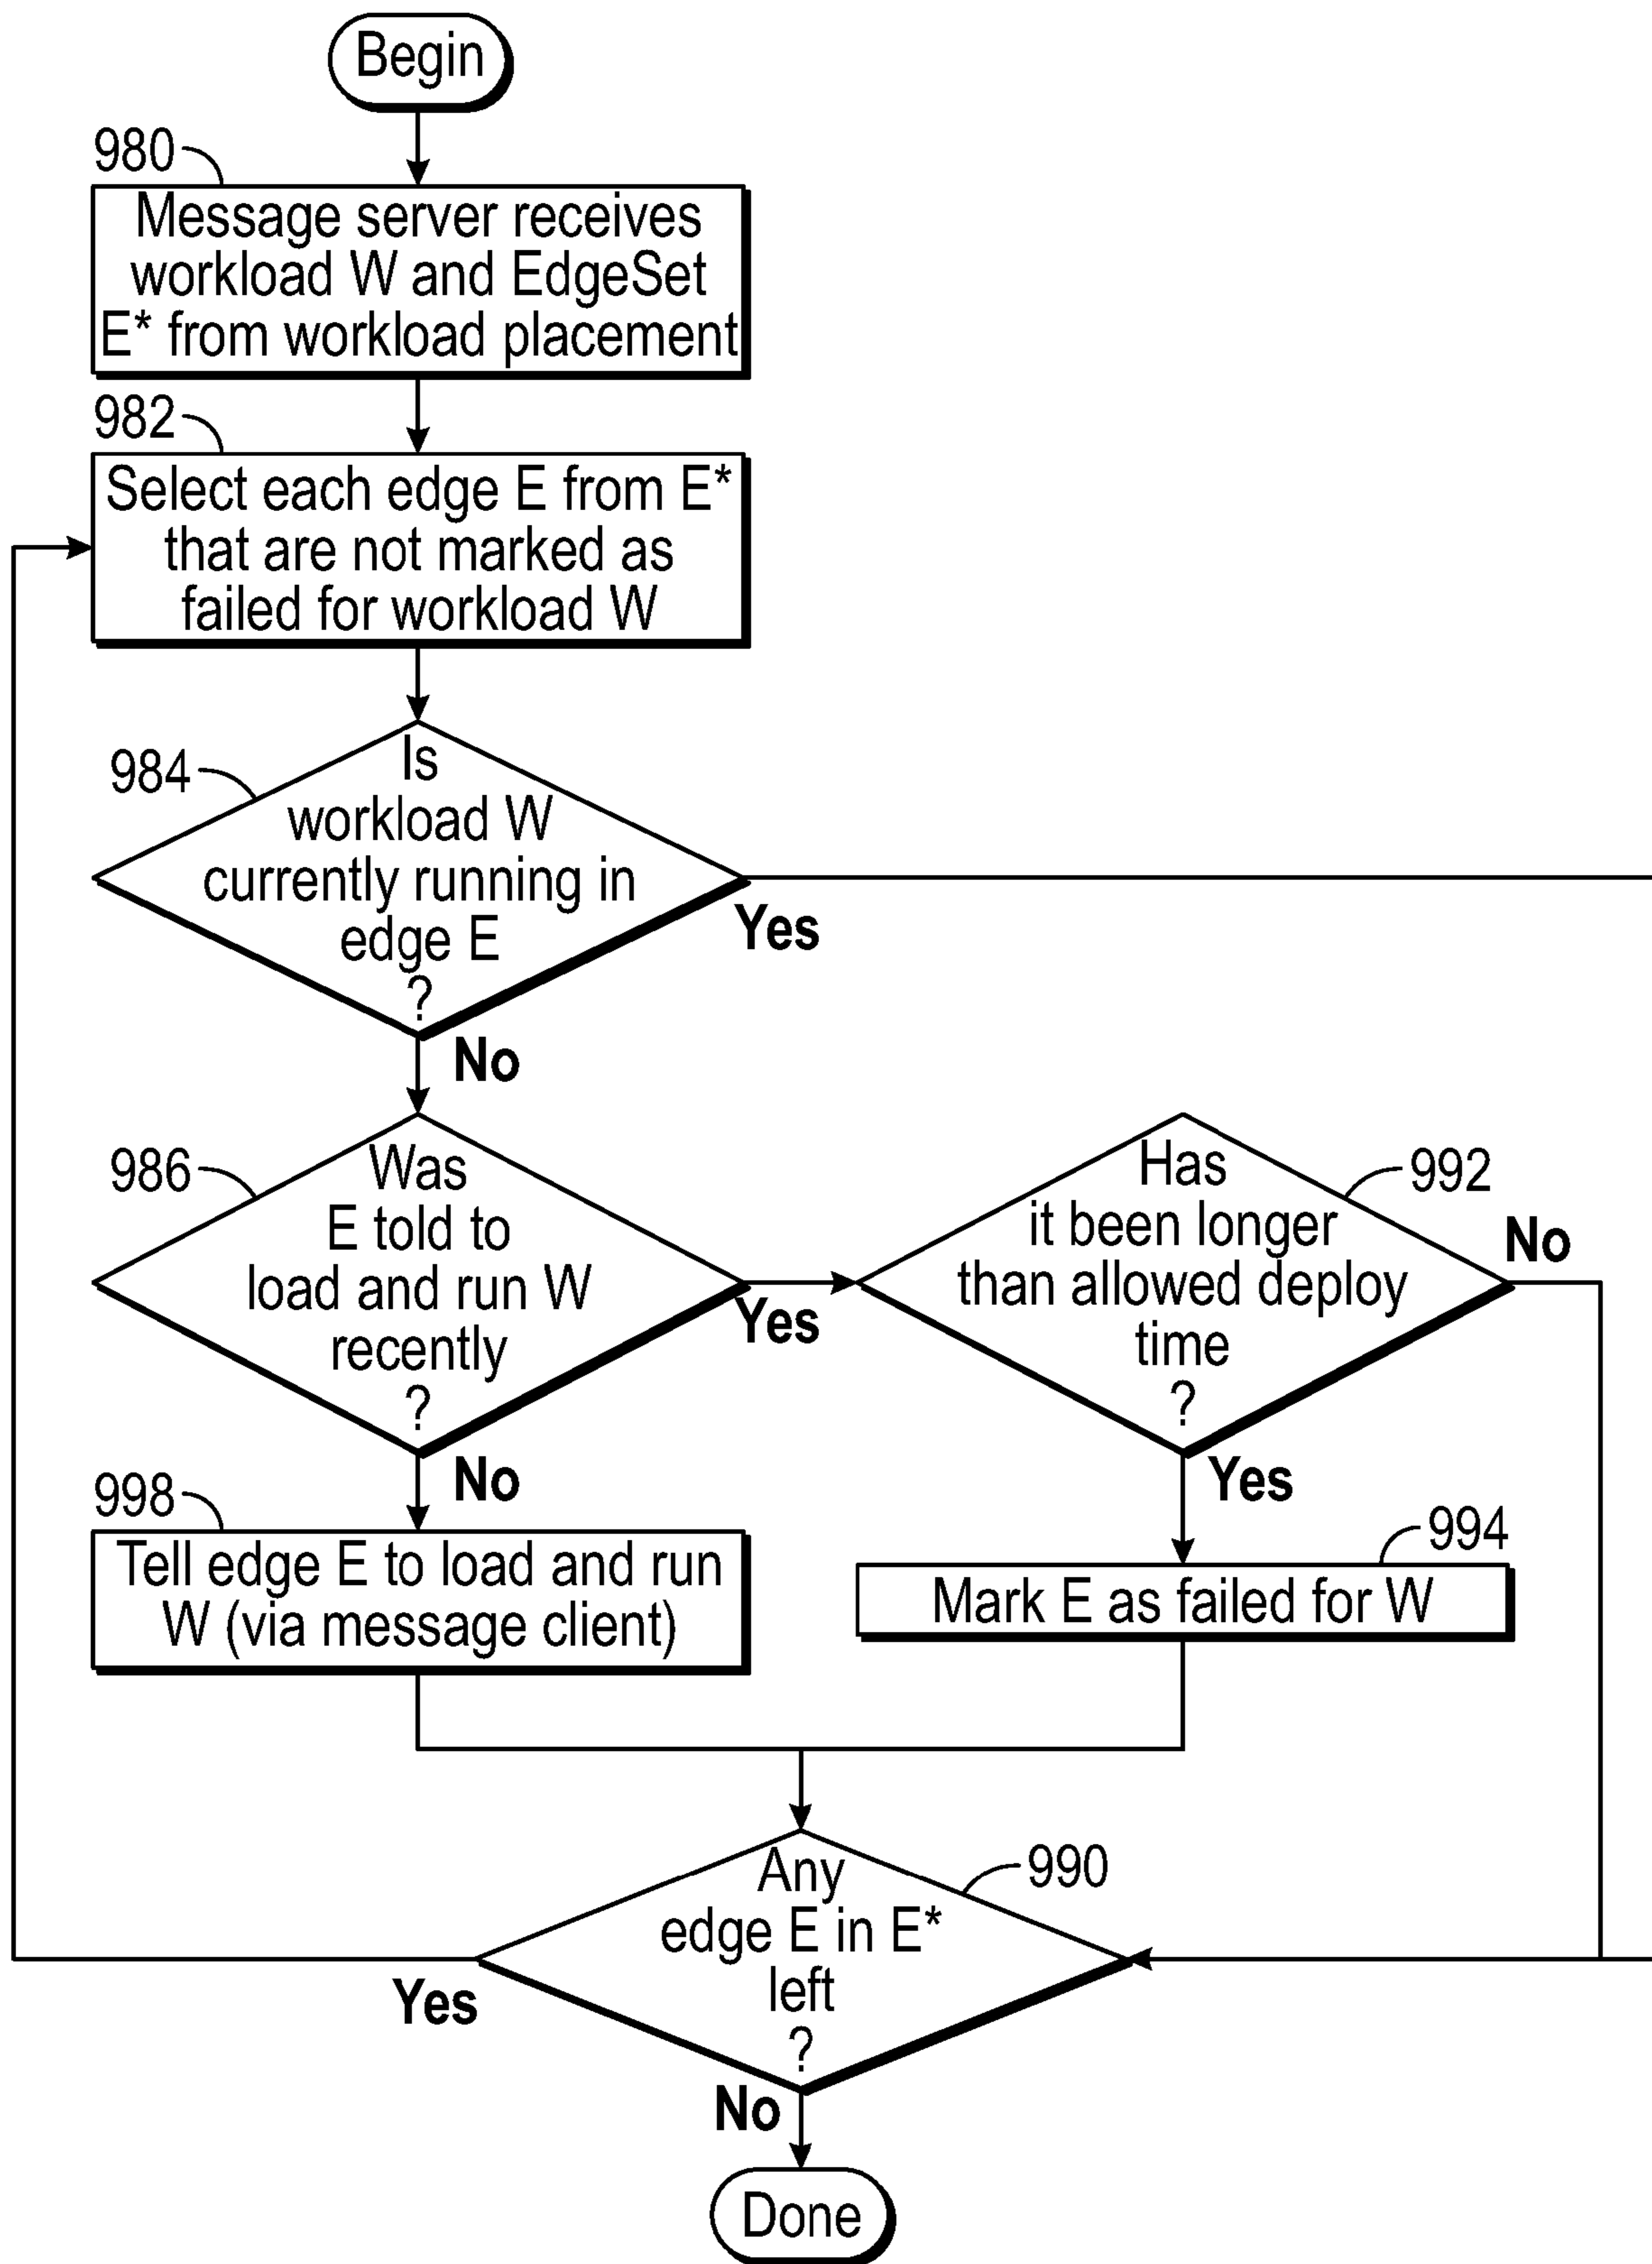 Begin
980
Message server receives
workload W and EdgeSet
E* from workload placement
982
Select each edge E from E*
that are not marked as
failed for workload W
984
Is
workload W
currently running in
edge E
?
Yes
No
986
Was
E told to
load and run W
recently
?
Yes
No
992
Has
it been longer
than allowed deploy
time
?
No
Yes
998
Tell edge E to load and run
W (via message client)
994
Mark E as failed for W
990
Any
edge E in E*
left
?
Yes
No
Done